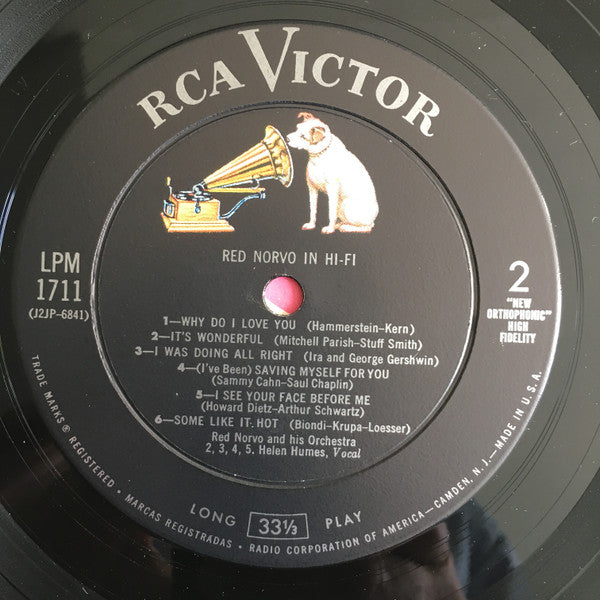 RCA VICTOR
RED NORVO IN HI-FI
LPM
1711
(J2JP-6841)
2
"NEW
ORTHOPHONIC"
HIGH
FIDELITY
1—WHY DO I LOVE YOU (Hammerstein-Kern)
2—IT'S WONDERFUL (Mitchell Parish-Stuff Smith)
3—I WAS DOING ALL RIGHT (Ira and George Gershwin)
4—(I've Been) SAVING MYSELF FOR YOU
(Sammy Cahn-Saul Chaplin)
5—I SEE YOUR FACE BEFORE ME
(Howard Dietz-Arthur Schwartz)
6—SOME LIKE IT HOT (Biondi-Krupa-Loesser)
Red Norvo and his Orchestra
2, 3, 4, 5. Helen Humes, Vocal
LONG 33⅓ PLAY
TRADE MARKS ® REGISTERED • MARCAS REGISTRADAS • RADIO CORPORATION OF AMERICA—CAMDEN, N. J.—MADE IN U. S. A.